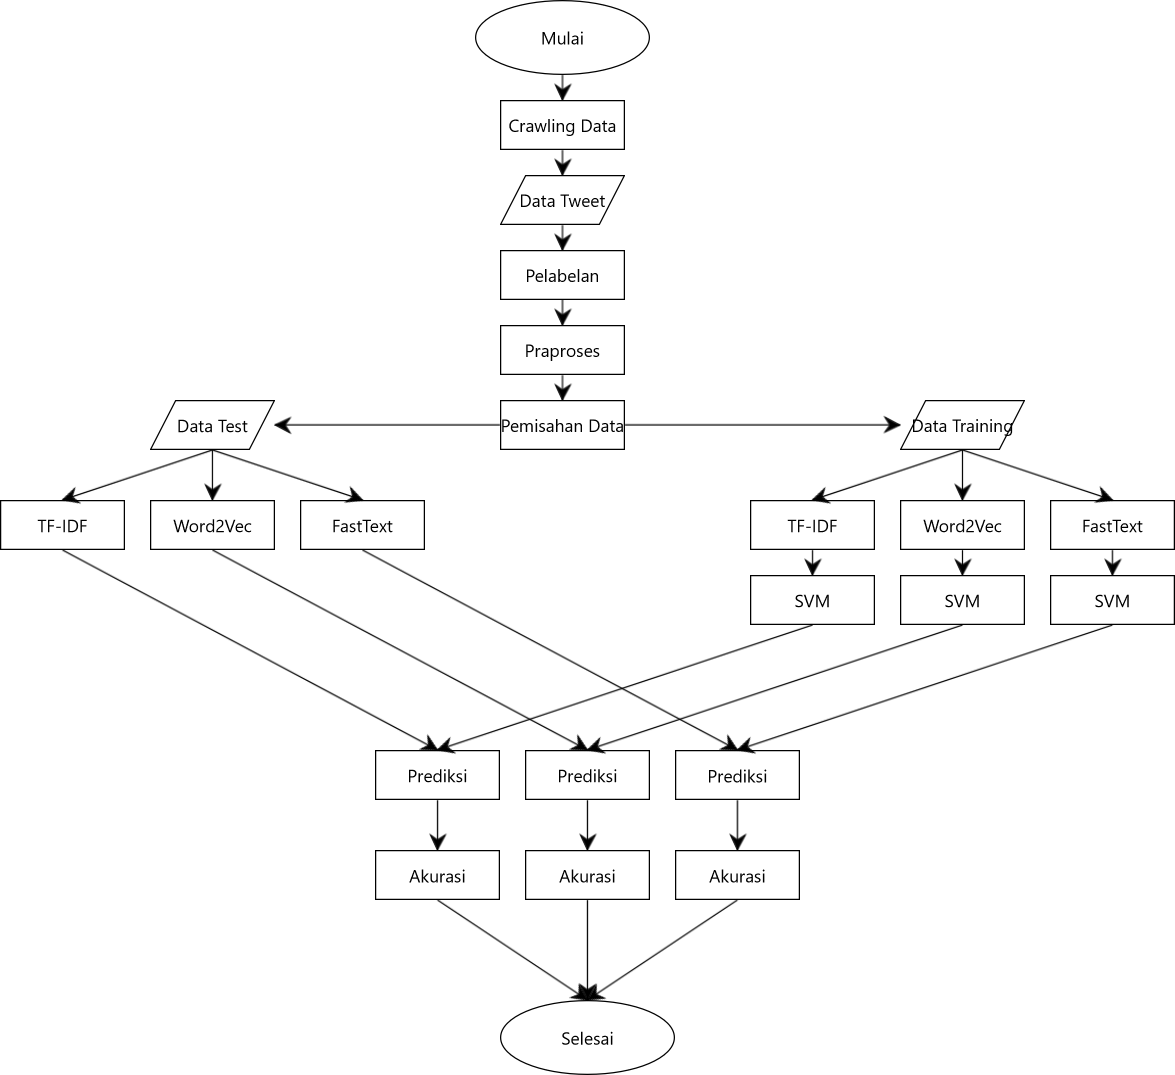 Mulai
Crawling Data
Data Tweet
Pelabelan
Praproses
Data Test
Pemisahan Data
Data Training
TF-IDF
Word2Vec
FastText
TF-IDF
Word2Vec
FastText
SVM
SVM
SVM
Prediksi
Prediksi
Prediksi
Akurasi
Akurasi
Akurasi
Selesai